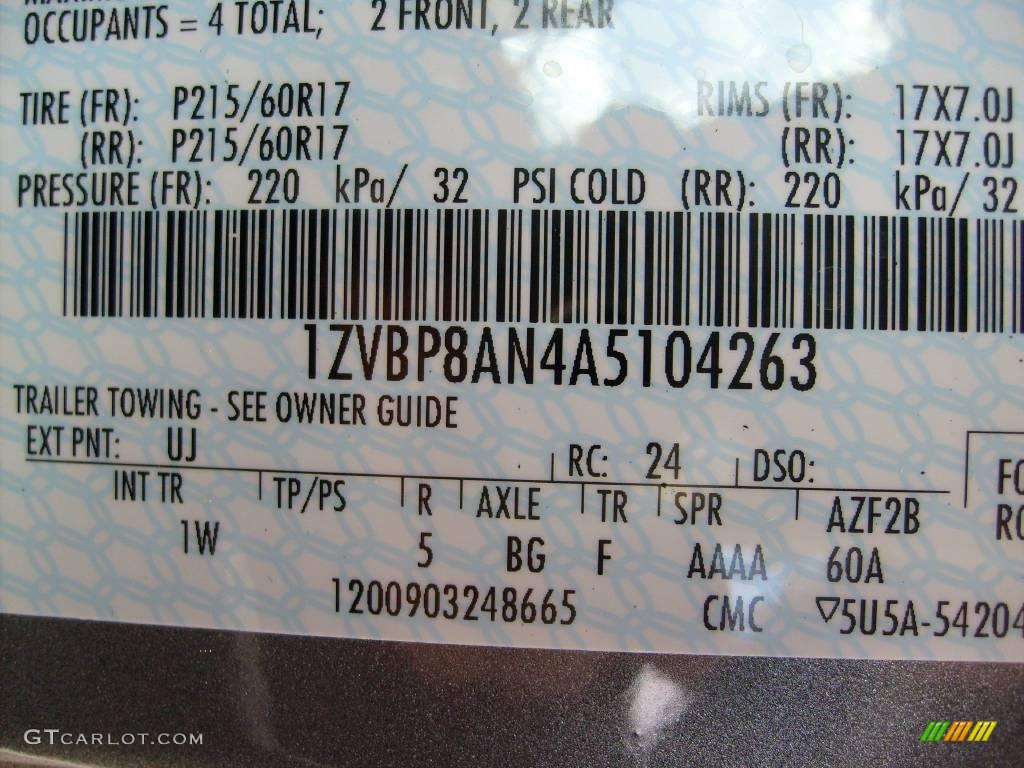 OCCUPANTS = 4 TOTAL; 2 FRONT, 2 REAR
TIRE (FR): P215/60R17 RIMS (FR): 17X7.0J
(RR): P215/60R17 (RR): 17X7.0J
PRESSURE (FR): 220 kPa/ 32 PSI COLD (RR): 220 kPa/ 32
1ZVBP8AN4A5104263
TRAILER TOWING - SEE OWNER GUIDE
EXT PNT: UJ RC: 24 DSO:
INT TR TP/PS R AXLE TR SPR AZF2B
1W 5 BG F AAAA 60A
1200903248665 CMC ▽5U5A-54204
FO
RO
GTCARLOT.COM